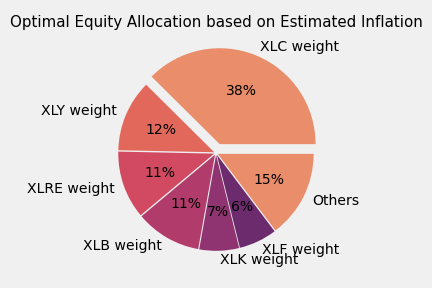 Optimal Equity Allocation based on Estimated Inflation
XLC weight
38%
XLY weight
12%
XLRE weight
11%
XLB weight
11%
XLK weight
7%
XLF weight
6%
Others
15%